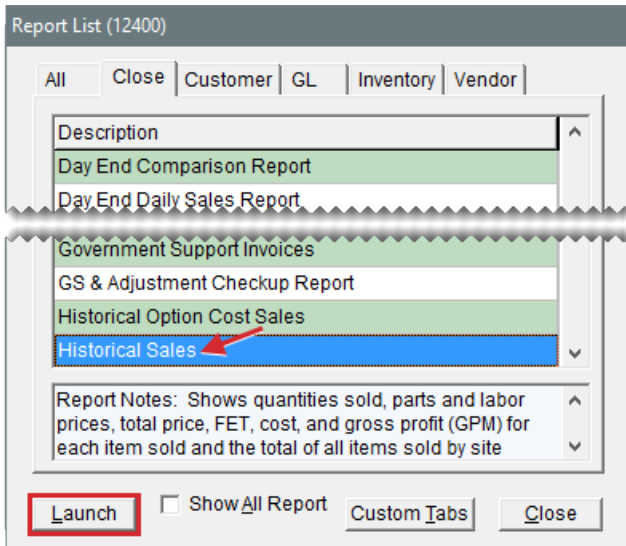 Report List (12400)
All Close Customer GL Inventory Vendor
Description
Day End Comparison Report
Day End Daily Sales Report
Government Support Invoices
GS & Adjustment Checkup Report
Historical Option Cost Sales
Historical Sales
Report Notes: Shows quantities sold, parts and labor
prices, total price, FET, cost, and gross profit (GPM) for
each item sold and the total of all items sold by site
Launch Show All Report Custom Tabs Close